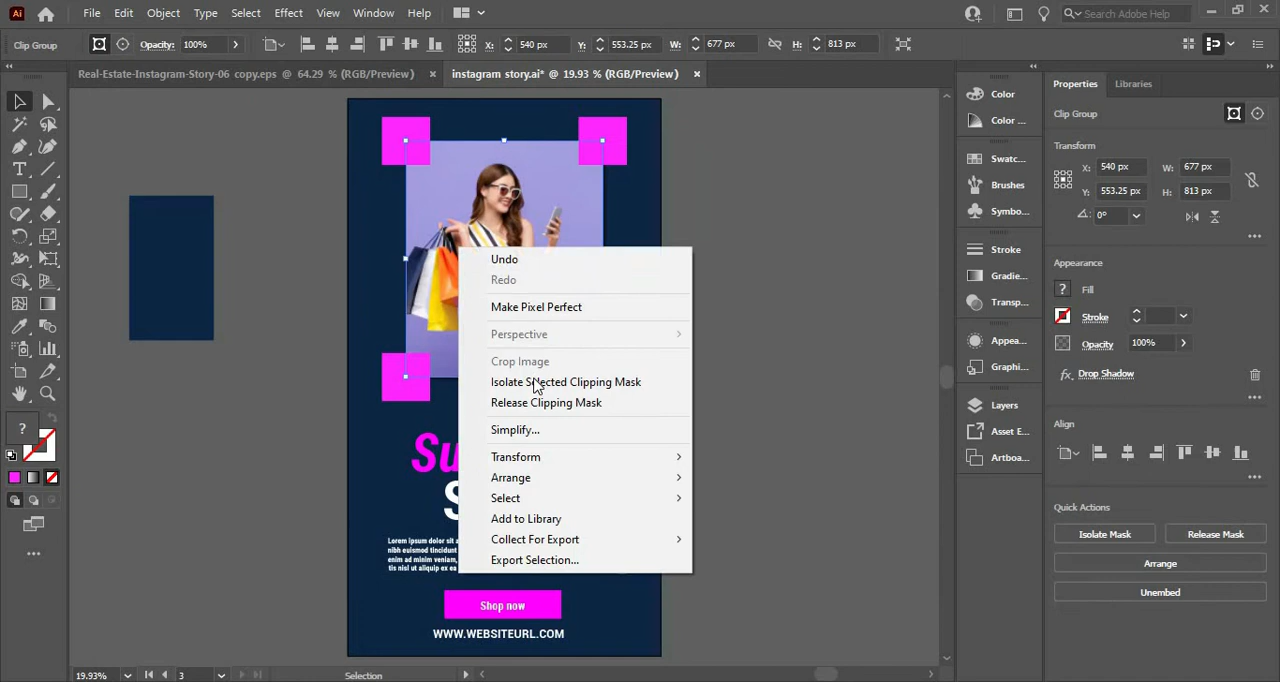 Ai File Edit Object Type Select Effect View Window Help Search Adobe Help
Clip Group Opacity: 100% X: 540 px Y: 553.25 px W: 677 px H: 813 px
Real-Estate-Instagram-Story-06 copy.eps @ 64.29 % (RGB/Preview) × instagram story.ai* @ 19.93 % (RGB/Preview) ×
Color
Color ...
Swatc...
Brushes
Symbo...
Stroke
Gradie...
Transp...
Appea...
Graphi...
Layers
Asset E...
Artboa...
Properties Libraries
Clip Group
Transform
X: 540 px W: 677 px
Y: 553.25 px H: 813 px
0°
Appearance
? Fill
Stroke
Opacity 100%
fx Drop Shadow
Align
Quick Actions
Isolate Mask Release Mask
Arrange
Unembed
Undo
Redo
Make Pixel Perfect
Perspective
Crop Image
Isolate Selected Clipping Mask
Release Clipping Mask
Simplify...
Transform
Arrange
Select
Add to Library
Collect For Export
Export Selection...
Su
S
Lorem ipsum dolor si
nibh euismod tincidunt
enim ad minim veniam,
tis nisl ut aliquip ex ea
Shop now
WWW.WEBSITEURL.COM
?
19.93% 3 Selection